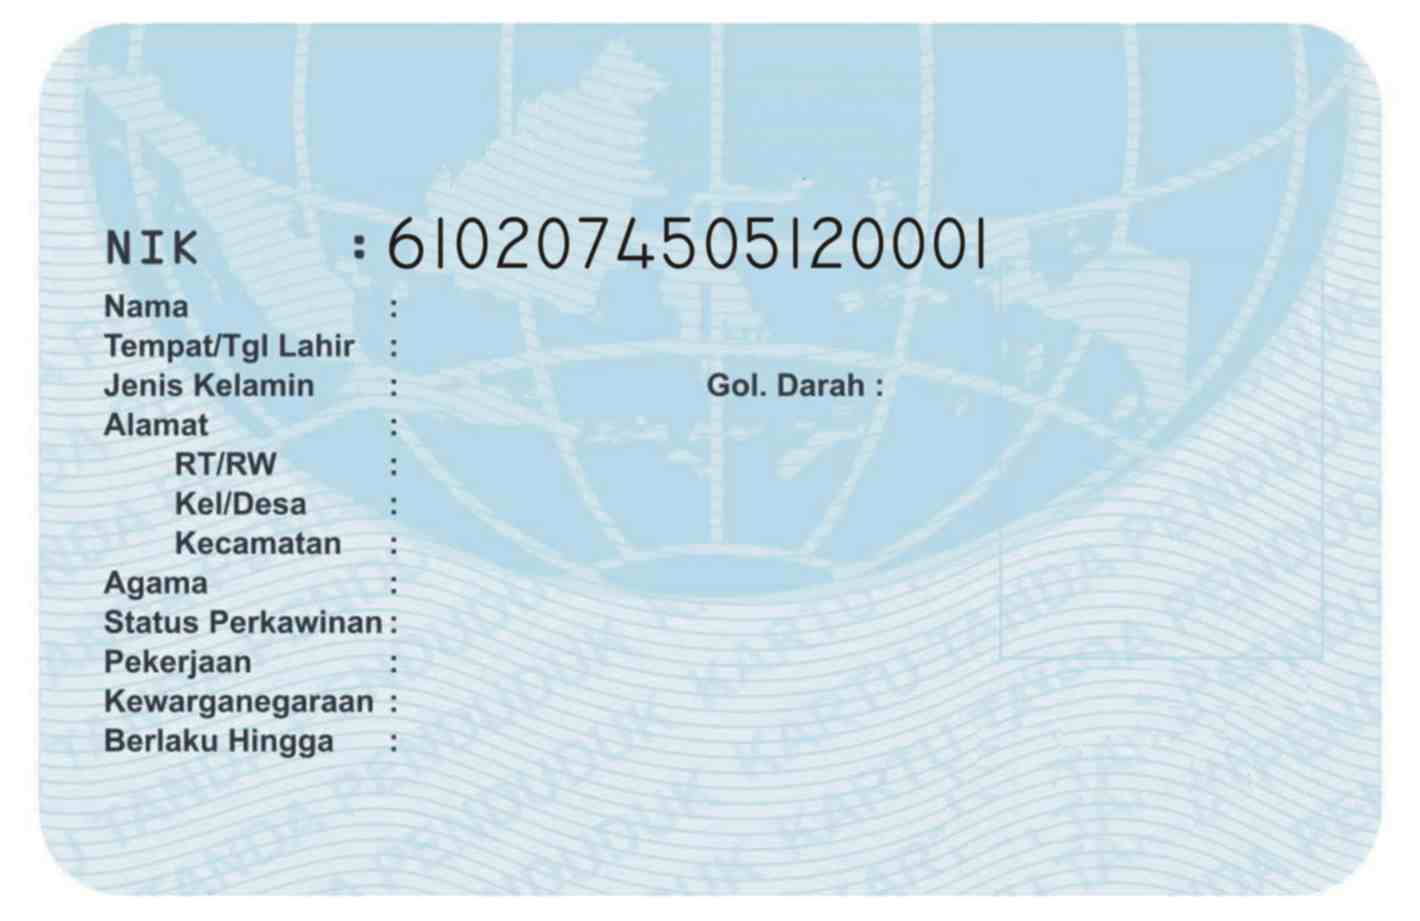 NIK : 6102074505120001
Nama :
Tempat/Tgl Lahir :
Jenis Kelamin : Gol. Darah :
Alamat :
RT/RW :
Kel/Desa :
Kecamatan :
Agama :
Status Perkawinan :
Pekerjaan :
Kewarganegaraan :
Berlaku Hingga :